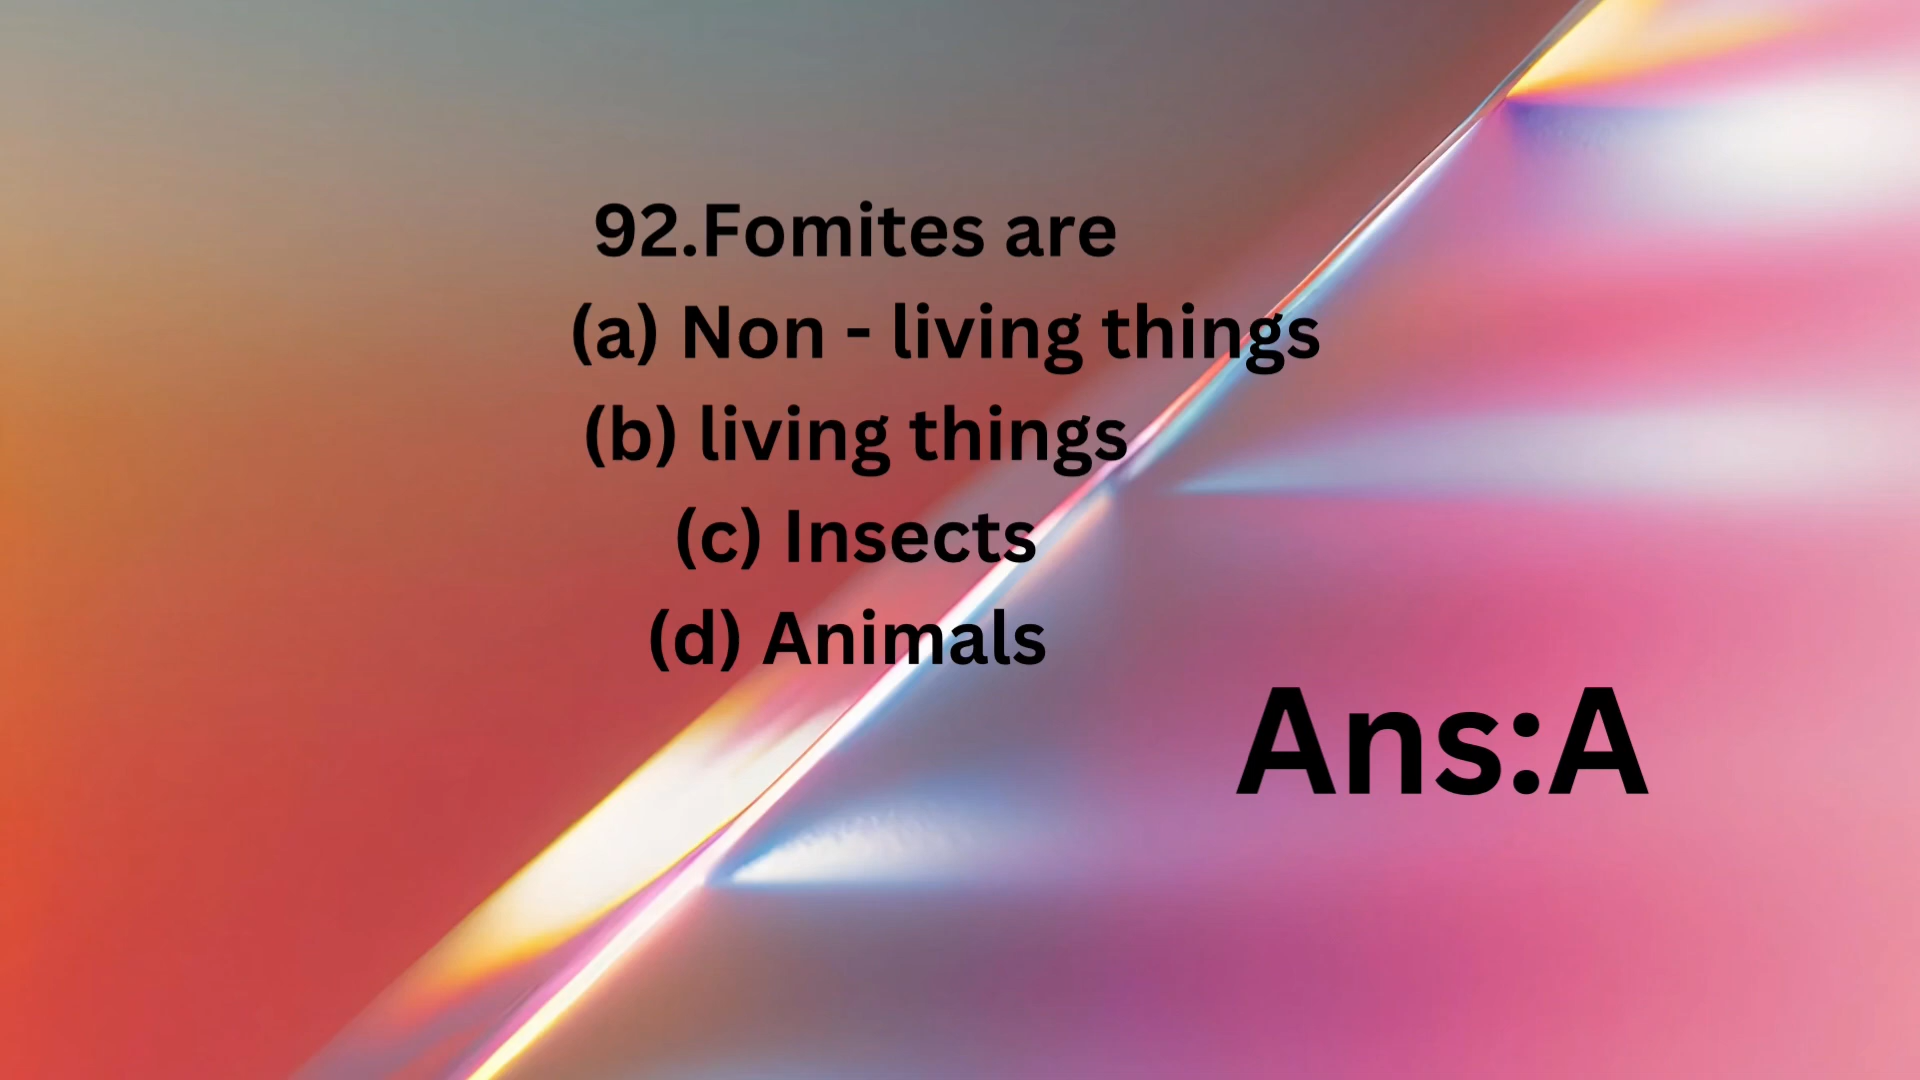 92.Fomites are
(a) Non - living things
(b) living things
(c) Insects
(d) Animals
Ans:A